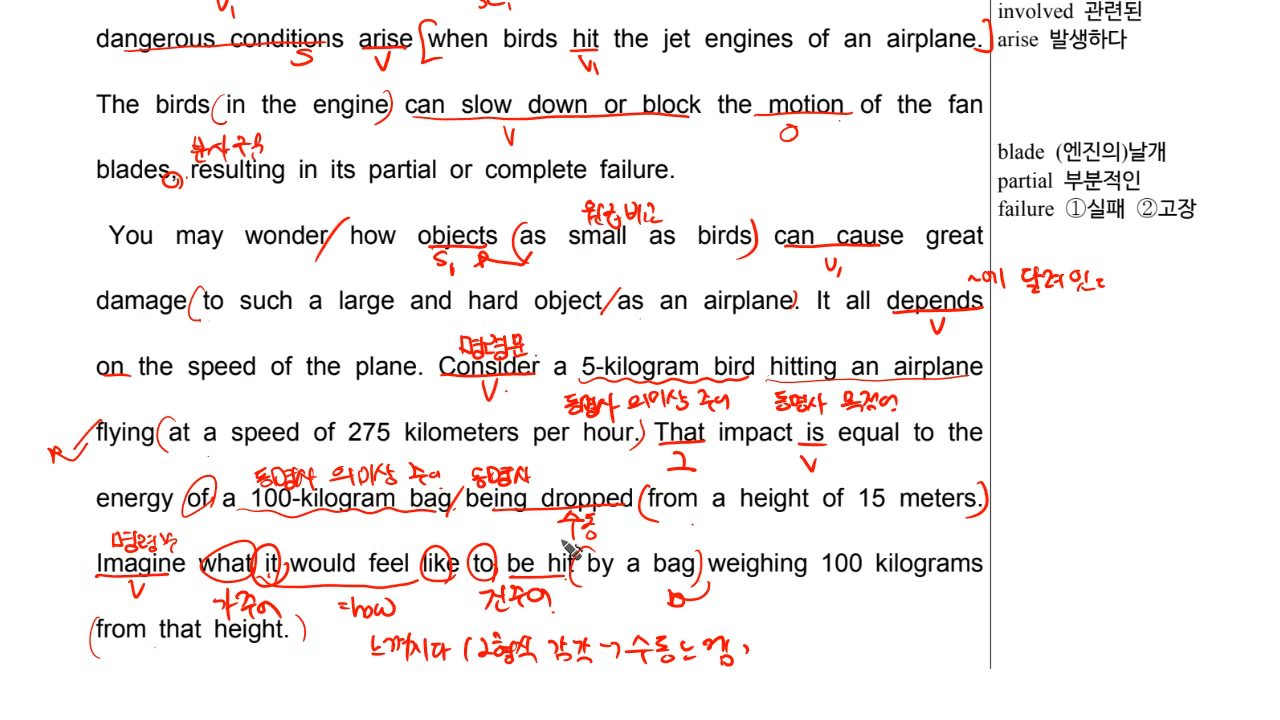 V₁ SC₁
involved 관련된
dangerous conditions arise when birds hit the jet engines of an airplane.
S V V₁
arise 발생하다
The birds in the engine can slow down or block the motion of the fan
V O
분사구문
blades, resulting in its partial or complete failure.
blade (엔진의)날개
partial 부분적인
failure ①실패 ②고장
원급 비교
You may wonder how objects as small as birds can cause great
S₁ V₁
~에 달려있다
damage to such a large and hard object as an airplane. It all depends
V
명령문
on the speed of the plane. Consider a 5-kilogram bird hitting an airplane
V
동명사 의미상 주어 동명사 목적어
flying at a speed of 275 kilometers per hour. That impact is equal to the
V
동명사 의미상 주어 동명사
energy of a 100-kilogram bag being dropped from a height of 15 meters.
수동
명령문
Imagine what it would feel like to be hit by a bag weighing 100 kilograms
V 가주어 =how 진주어
from that height.
느껴지다 (2형식 감각 → 수동느낌)